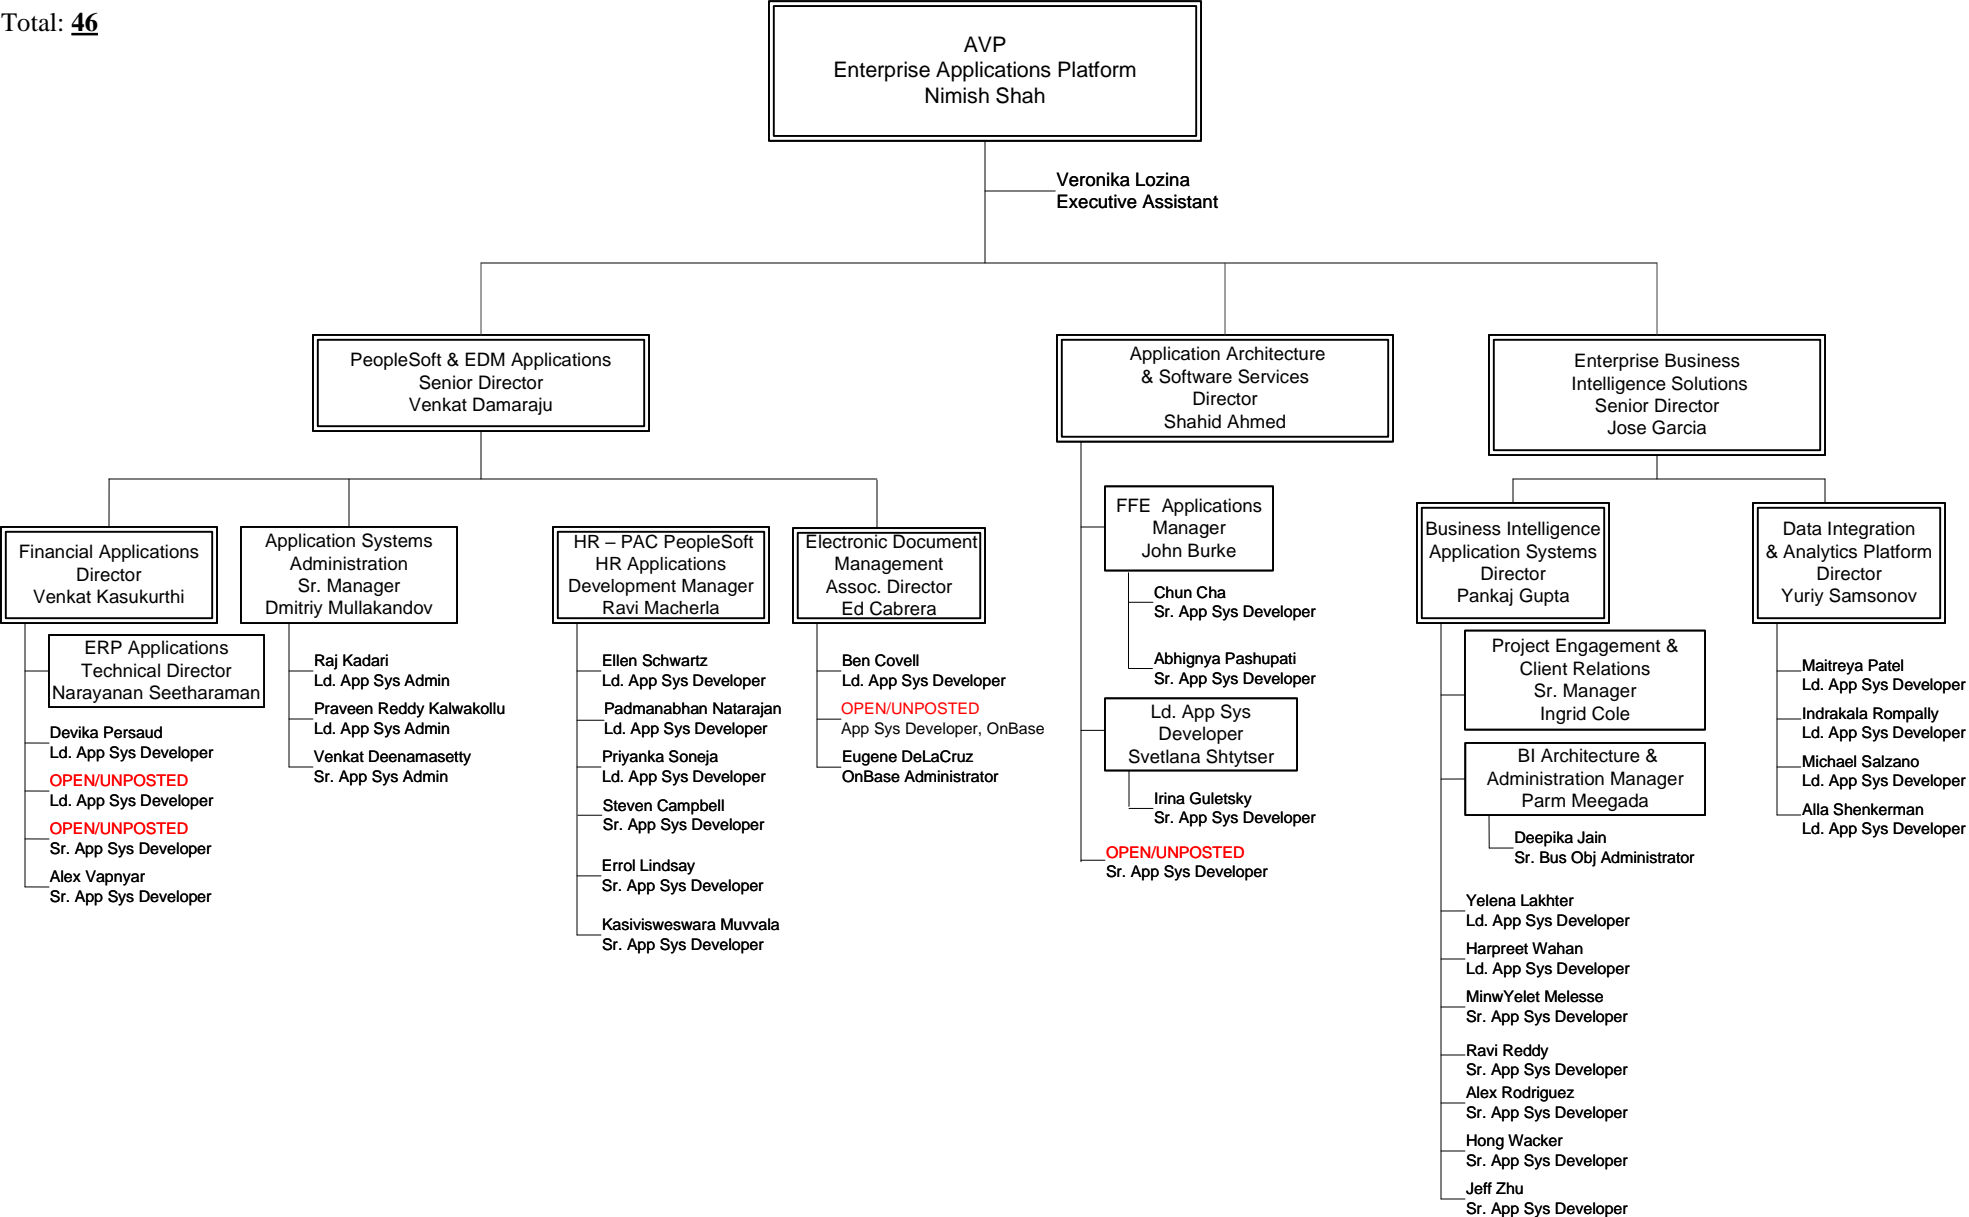 Total: 46
AVP
Enterprise Applications Platform
Nimish Shah
Veronika Lozina
Executive Assistant
PeopleSoft & EDM Applications
Senior Director
Venkat Damaraju
Application Architecture
& Software Services
Director
Shahid Ahmed
Enterprise Business
Intelligence Solutions
Senior Director
Jose Garcia
Financial Applications
Director
Venkat Kasukurthi
ERP Applications
Technical Director
Narayanan Seetharaman
Devika Persaud
Ld. App Sys Developer
OPEN/UNPOSTED
Ld. App Sys Developer
OPEN/UNPOSTED
Sr. App Sys Developer
Alex Vapnyar
Sr. App Sys Developer
Application Systems
Administration
Sr. Manager
Dmitriy Mullakandov
Raj Kadari
Ld. App Sys Admin
Praveen Reddy Kalwakollu
Ld. App Sys Admin
Venkat Deenamasetty
Sr. App Sys Admin
HR – PAC PeopleSoft
HR Applications
Development Manager
Ravi Macherla
Ellen Schwartz
Ld. App Sys Developer
Padmanabhan Natarajan
Ld. App Sys Developer
Priyanka Soneja
Ld. App Sys Developer
Steven Campbell
Sr. App Sys Developer
Errol Lindsay
Sr. App Sys Developer
Kasivisweswara Muvvala
Sr. App Sys Developer
Electronic Document
Management
Assoc. Director
Ed Cabrera
Ben Covell
Ld. App Sys Developer
OPEN/UNPOSTED
App Sys Developer, OnBase
Eugene DeLaCruz
OnBase Administrator
FFE Applications
Manager
John Burke
Chun Cha
Sr. App Sys Developer
Abhignya Pashupati
Sr. App Sys Developer
Ld. App Sys
Developer
Svetlana Shtytser
Irina Guletsky
Sr. App Sys Developer
OPEN/UNPOSTED
Sr. App Sys Developer
Business Intelligence
Application Systems
Director
Pankaj Gupta
Project Engagement &
Client Relations
Sr. Manager
Ingrid Cole
BI Architecture &
Administration Manager
Parm Meegada
Deepika Jain
Sr. Bus Obj Administrator
Yelena Lakhter
Ld. App Sys Developer
Harpreet Wahan
Ld. App Sys Developer
MinwYelet Melesse
Sr. App Sys Developer
Ravi Reddy
Sr. App Sys Developer
Alex Rodriguez
Sr. App Sys Developer
Hong Wacker
Sr. App Sys Developer
Jeff Zhu
Sr. App Sys Developer
Data Integration
& Analytics Platform
Director
Yuriy Samsonov
Maitreya Patel
Ld. App Sys Developer
Indrakala Rompally
Ld. App Sys Developer
Michael Salzano
Ld. App Sys Developer
Alla Shenkerman
Ld. App Sys Developer